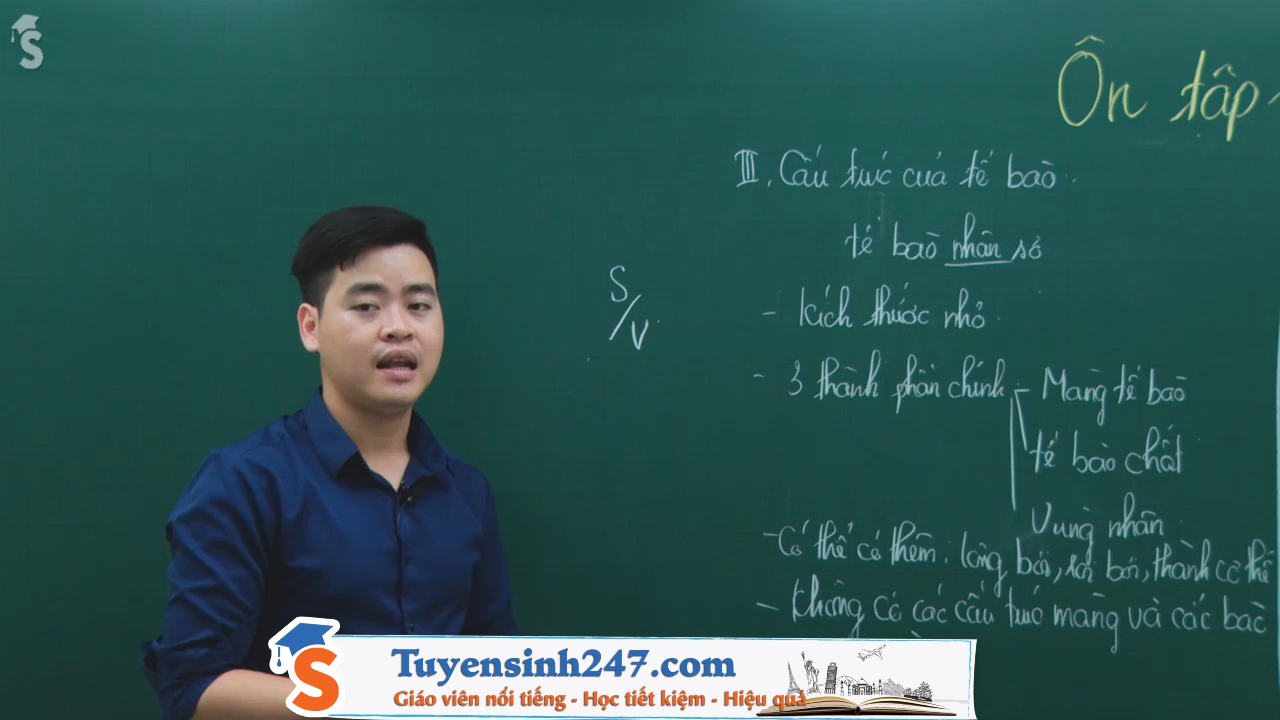 S
Ôn tập
III. Cấu trúc của tế bào
tế bào nhân sơ
S/V
- Kích thước nhỏ
- 3 thành phần chính - Màng tế bào
tế bào chất
Vùng nhân
- Có thể có thêm: lông, roi, thành cơ thể
- Không có các cấu trúc màng và các bào
S
Tuyensinh247.com
Giáo viên nổi tiếng - Học tiết kiệm - Hiệu quả